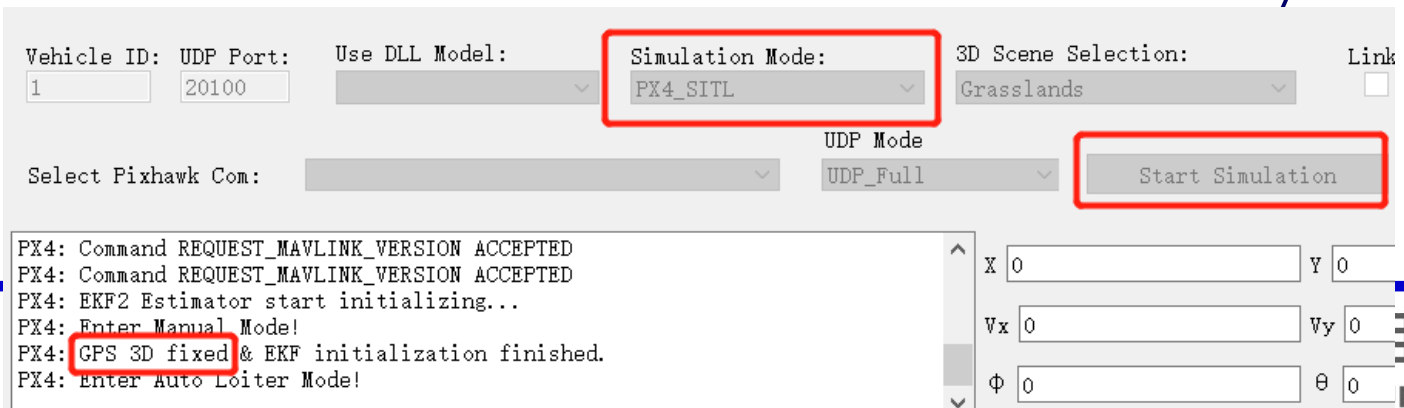 Vehicle ID: UDP Port: Use DLL Model: Simulation Mode: 3D Scene Selection: Link
1 20100 PX4_SITL Grasslands
UDP Mode
Select Pixhawk Com: UDP_Full Start Simulation
PX4: Command REQUEST_MAVLINK_VERSION ACCEPTED
PX4: Command REQUEST_MAVLINK_VERSION ACCEPTED
PX4: EKF2 Estimator start initializing...
PX4: Enter Manual Mode!
PX4: GPS 3D fixed & EKF initialization finished.
PX4: Enter Auto Loiter Mode!
X 0 Y 0
Vx 0 Vy 0
Φ 0 θ 0